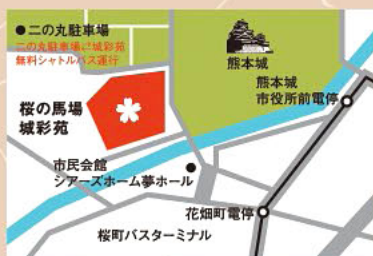 ●二の丸駐車場
二の丸駐車場⇄城彩苑
無料シャトルバス運行
熊本城
熊本城
市役所前電停
桜の馬場
城彩苑
市民会館
シアーズホーム夢ホール
花畑町電停
桜町バスターミナル